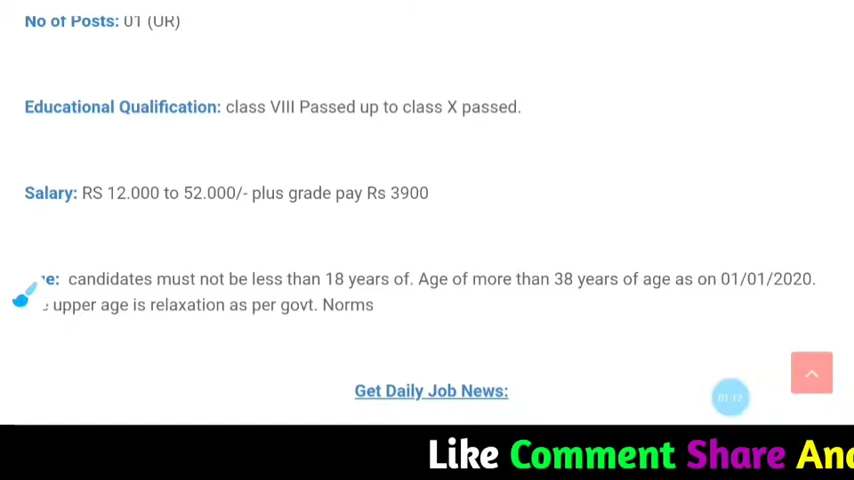 No of Posts: 01 (UR)
Educational Qualification: class VIII Passed up to class X passed.
Salary: RS 12.000 to 52.000/- plus grade pay Rs 3900
e: candidates must not be less than 18 years of. Age of more than 38 years of age as on 01/01/2020.
upper age is relaxation as per govt. Norms
Get Daily Job News:
Like Comment Share And